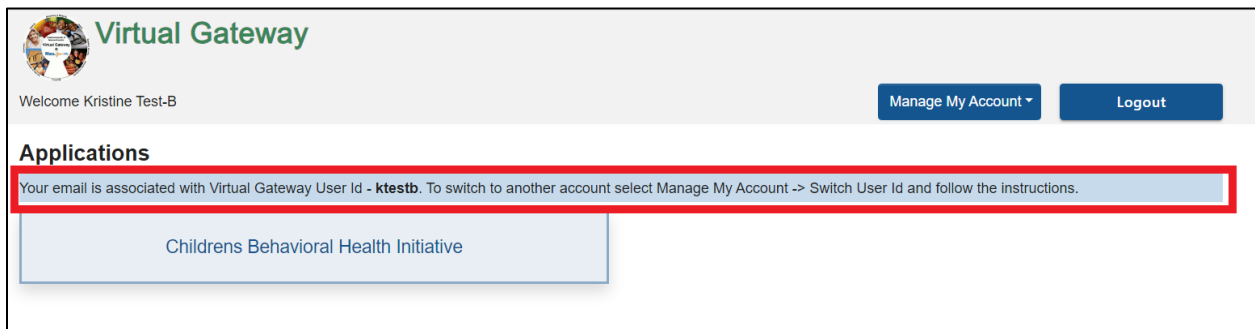 Virtual Gateway
Welcome Kristine Test-B
Manage My Account
Logout
Applications
Your email is associated with Virtual Gateway User Id - ktestb. To switch to another account select Manage My Account -> Switch User Id and follow the instructions.
Childrens Behavioral Health Initiative